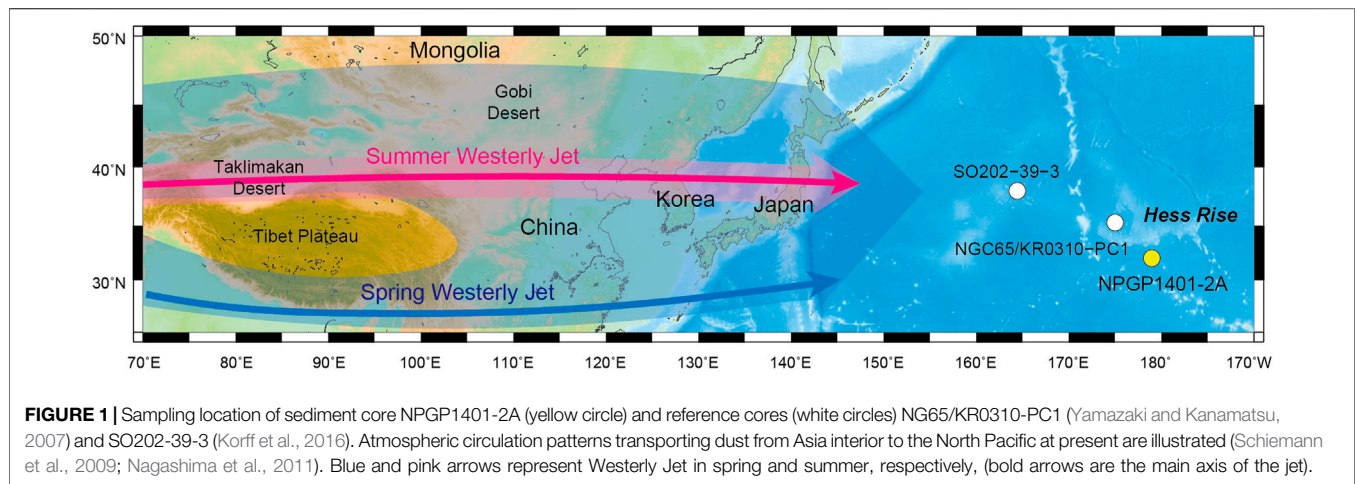 50˚N
Mongolia
Gobi
Desert
40˚N
Summer Westerly Jet
Taklimakan
Desert
SO202−39−3
Korea
Japan
Hess Rise
China
Tibet Plateau
NGC65/KR0310−PC1
30˚N
Spring Westerly Jet
NPGP1401-2A
70˚E 80˚E 90˚E 100˚E 110˚E 120˚E 130˚E 140˚E 150˚E 160˚E 170˚E 180˚ 170˚W
FIGURE 1 | Sampling location of sediment core NPGP1401-2A (yellow circle) and reference cores (white circles) NG65/KR0310-PC1 (Yamazaki and Kanamatsu,
2007) and SO202-39-3 (Korff et al., 2016). Atmospheric circulation patterns transporting dust from Asia interior to the North Pacific at present are illustrated (Schiemann
et al., 2009; Nagashima et al., 2011). Blue and pink arrows represent Westerly Jet in spring and summer, respectively, (bold arrows are the main axis of the jet).